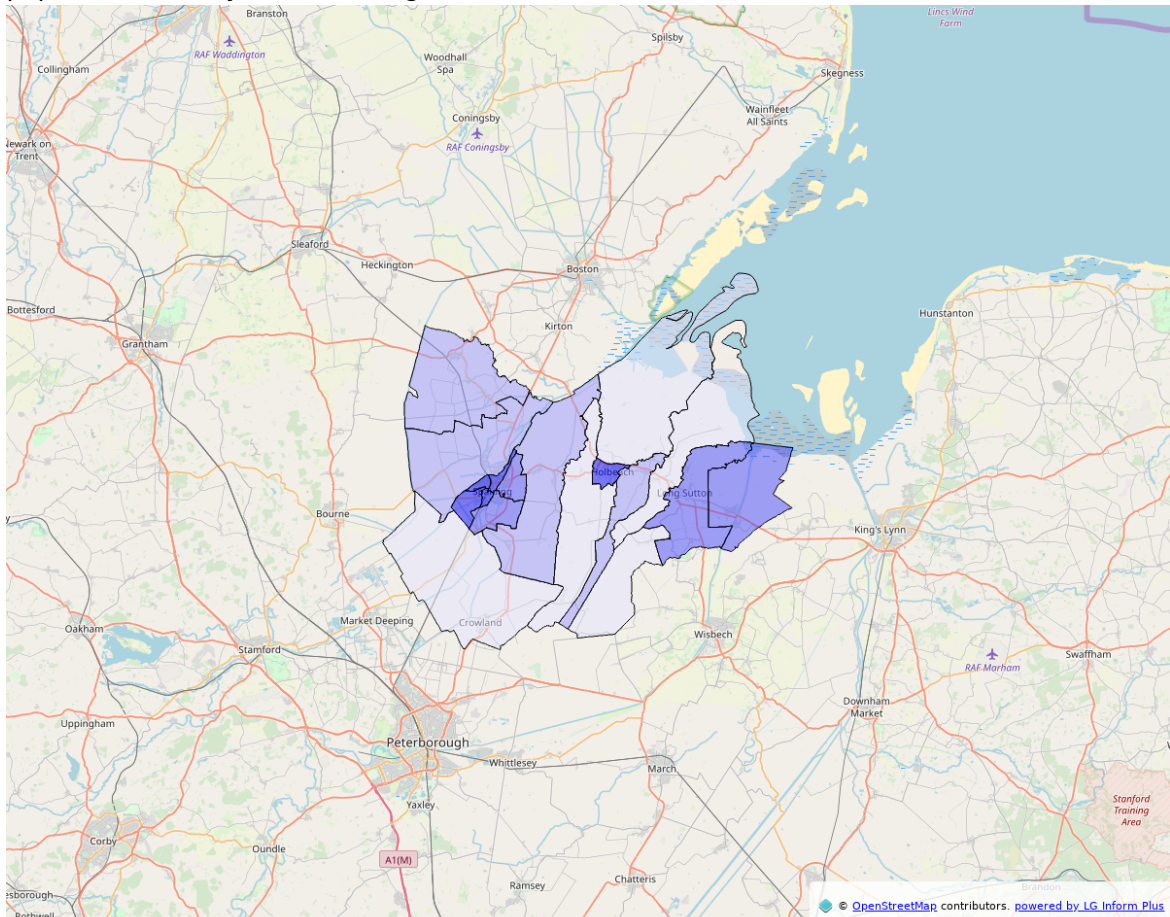 Branston
Lincs Wind
Farm
RAF Waddington
Spilsby
Collingham
Woodhall
Spa
Skegness
Wainfleet
All Saints
Coningsby
RAF Coningsby
Newark on
Trent
Sleaford
Heckington
Boston
Bottesford
Hunstanton
Kirton
Grantham
Holbeach
Spalding
Long Sutton
Bourne
King's Lynn
Market Deeping
Crowland
Oakham
Wisbech
Stamford
Swaffham
RAF Marham
Downham
Market
Uppingham
Peterborough
Whittlesey
March
Yaxley
Stanford
Training
Area
Corby
Oundle
A1(M)
Chatteris
Ramsey
Brandon
esborough
Rothwell
© OpenStreetMap contributors. powered by LG Inform Plus